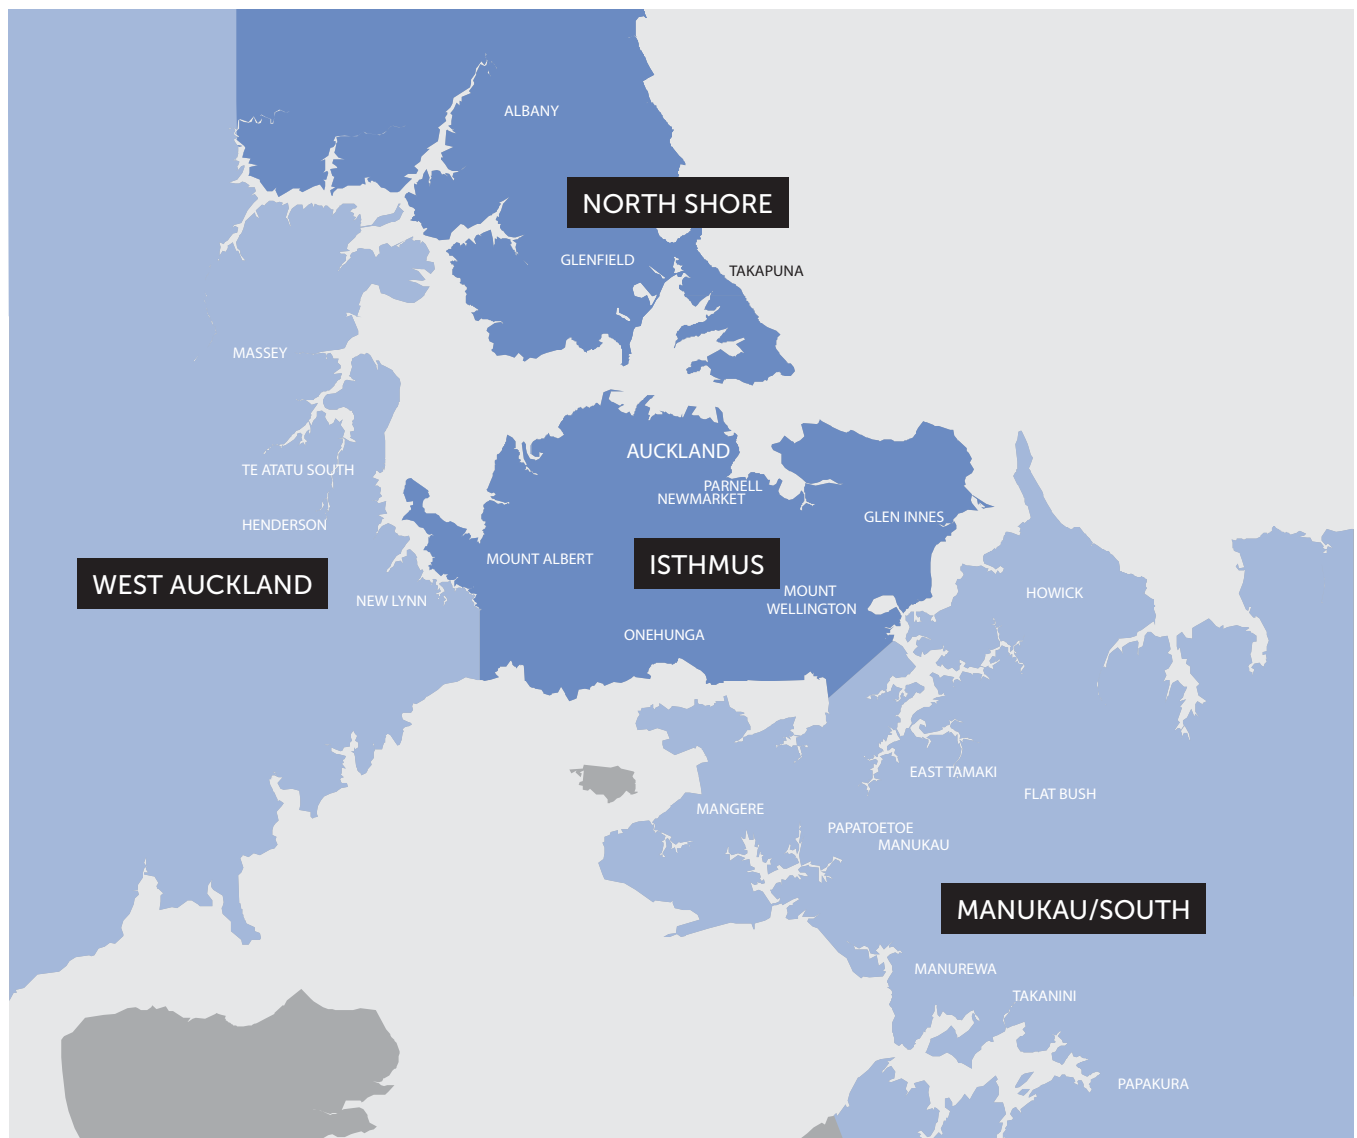 ALBANY
NORTH SHORE
GLENFIELD
TAKAPUNA
MASSEY
AUCKLAND
TE ATATU SOUTH
PARNELL
NEWMARKET
HENDERSON
GLEN INNES
MOUNT ALBERT
ISTHMUS
WEST AUCKLAND
NEW LYNN
MOUNT
WELLINGTON
HOWICK
ONEHUNGA
EAST TAMAKI
FLAT BUSH
MANGERE
PAPATOETOE
MANUKAU
MANUKAU/SOUTH
MANUREWA
TAKANINI
PAPAKURA